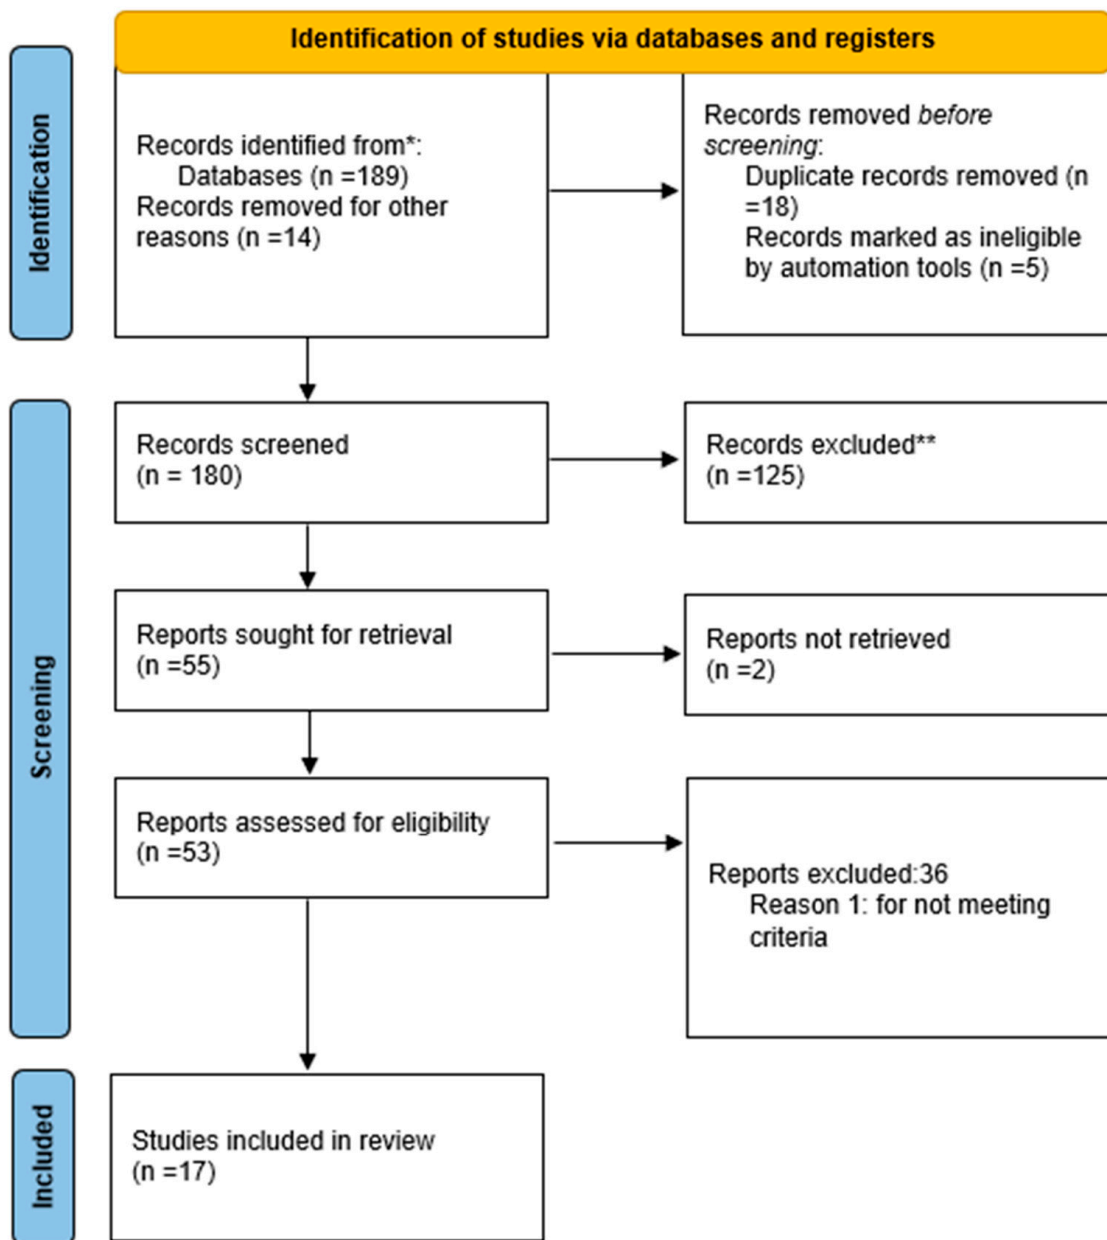 Identification of studies via databases and registers
Identification
Records identified from*:
Databases (n =189)
Records removed for other
reasons (n =14)
Records removed before
screening:
Duplicate records removed (n
=18)
Records marked as ineligible
by automation tools (n =5)
Screening
Records screened
(n = 180)
Records excluded**
(n =125)
Reports sought for retrieval
(n =55)
Reports not retrieved
(n =2)
Reports assessed for eligibility
(n =53)
Reports excluded:36
Reason 1: for not meeting
criteria
Included
Studies included in review
(n =17)